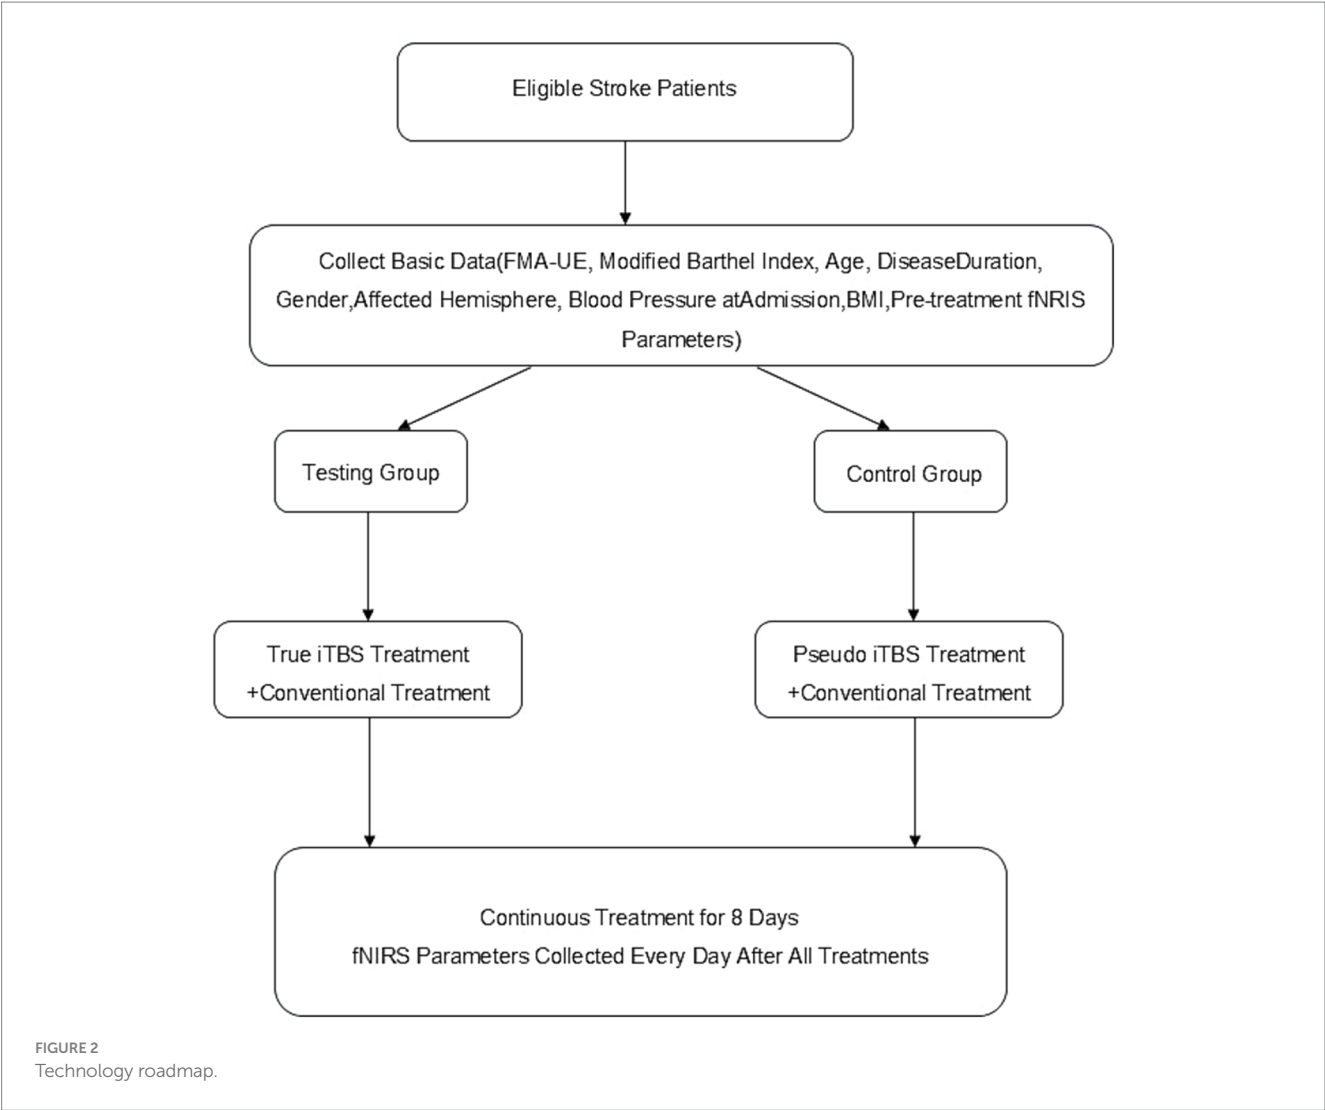 Eligible Stroke Patients
Collect Basic Data(FMA-UE, Modified Barthel Index, Age, DiseaseDuration,
Gender,Affected Hemisphere, Blood Pressure atAdmission,BMI,Pre-treatment fNRIS
Parameters)
Testing Group
Control Group
True iTBS Treatment
+Conventional Treatment
Pseudo iTBS Treatment
+Conventional Treatment
Continuous Treatment for 8 Days
fNIRS Parameters Collected Every Day After All Treatments
FIGURE 2
Technology roadmap.